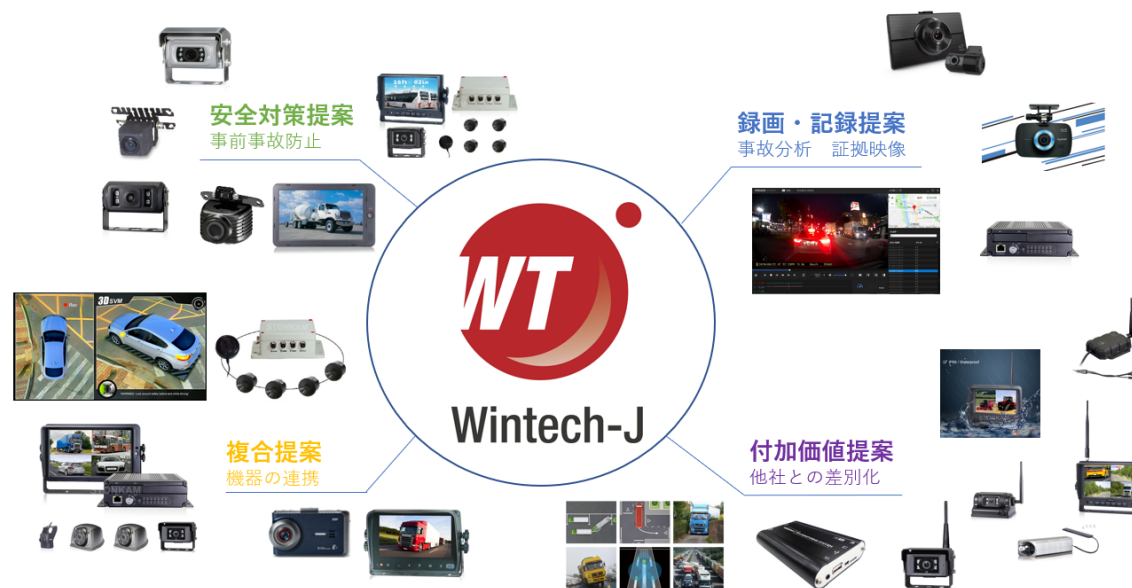 安全対策提案
事前事故防止
録画・記録提案
事故分析　証拠映像
3D SVM
WT
Wintech-J
複合提案
機器の連携
付加価値提案
他社との差別化